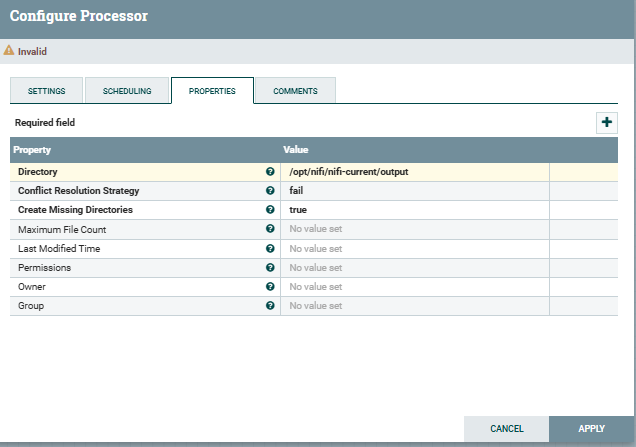 Configure Processor
Invalid
SETTINGS SCHEDULING PROPERTIES COMMENTS
Required field
Property Value
Directory /opt/nifi/nifi-current/output
Conflict Resolution Strategy fail
Create Missing Directories true
Maximum File Count No value set
Last Modified Time No value set
Permissions No value set
Owner No value set
Group No value set
CANCEL APPLY